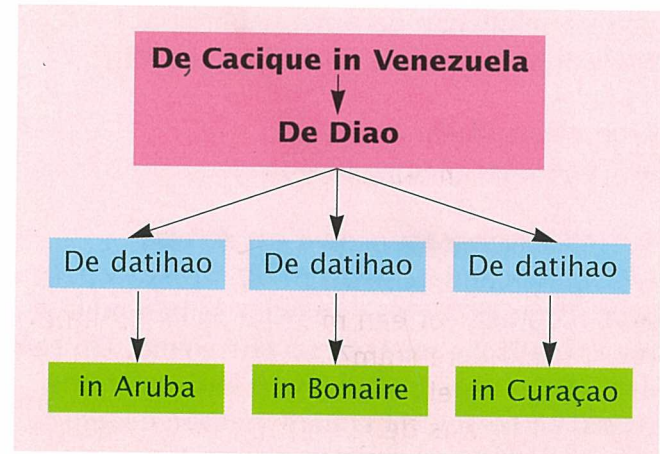 De Cacique in Venezuela
De Diao
De datihao
De datihao
De datihao
in Aruba
in Bonaire
in Curaçao